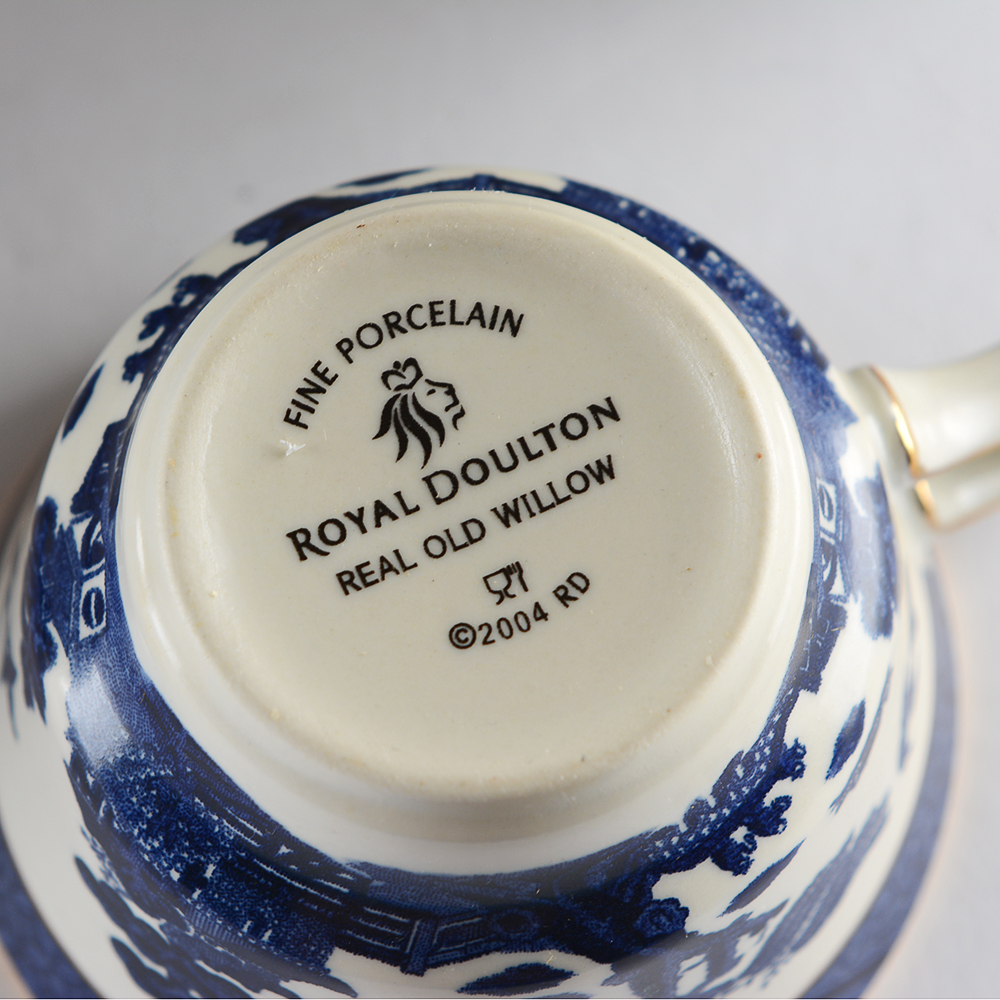 FINE PORCELAIN
ROYAL DOULTON
REAL OLD WILLOW
©2004 RD